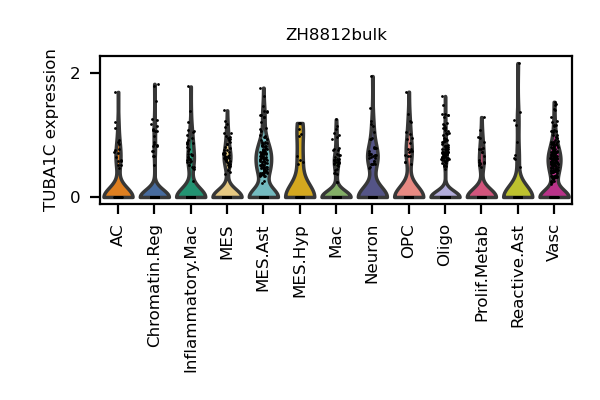 ZH8812bulk
TUBA1C expression
2
0
AC
Chromatin.Reg
Inflammatory.Mac
MES
MES.Ast
MES.Hyp
Mac
Neuron
OPC
Oligo
Prolif.Metab
Reactive.Ast
Vasc